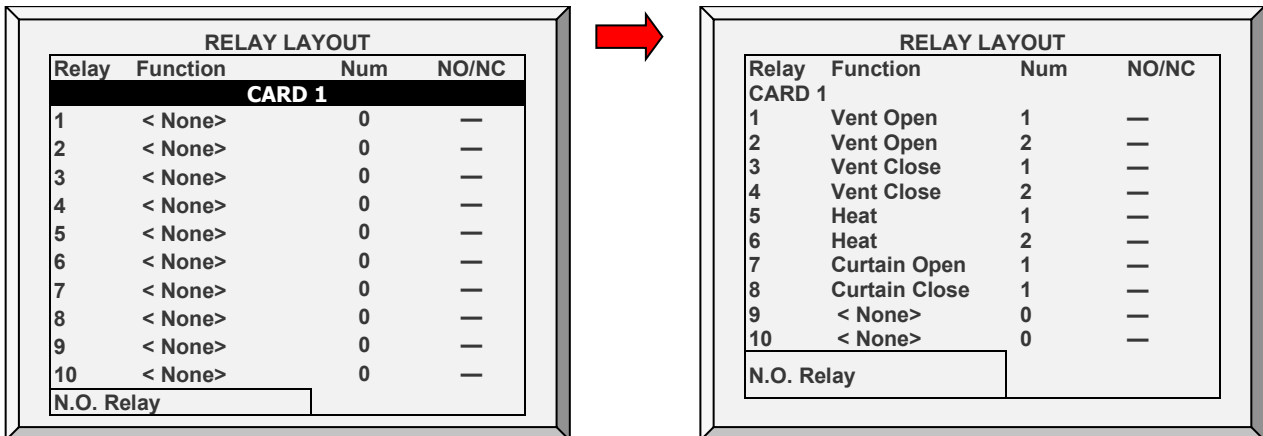 RELAY LAYOUT
Relay Function Num NO/NC
CARD 1
1 < None> 0 —
2 < None> 0 —
3 < None> 0 —
4 < None> 0 —
5 < None> 0 —
6 < None> 0 —
7 < None> 0 —
8 < None> 0 —
9 < None> 0 —
10 < None> 0 —
N.O. Relay
RELAY LAYOUT
Relay Function Num NO/NC
CARD 1
1 Vent Open 1 —
2 Vent Open 2 —
3 Vent Close 1 —
4 Vent Close 2 —
5 Heat 1 —
6 Heat 2 —
7 Curtain Open 1 —
8 Curtain Close 1 —
9 < None> 0 —
10 < None> 0 —
N.O. Relay